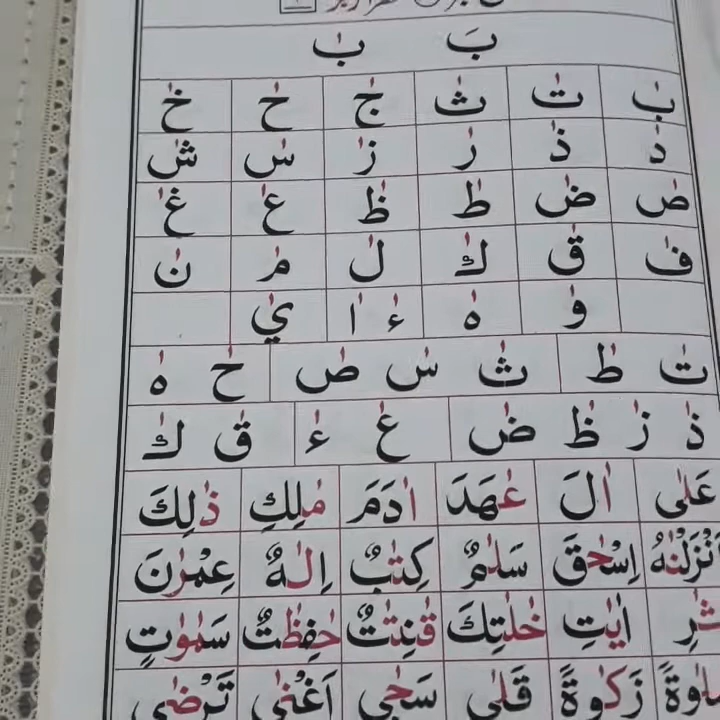 بَ بٰ
بٰ تٰ ثٰ جٰ حٰ خٰ
دٰ ذٰ رٰ زٰ سٰ شٰ
صٰ ضٰ طٰ ظٰ عٰ غٰ
فٰ قٰ كٰ لٰ مٰ نٰ
وٰ هٰ ءٰ اٰ يٰ
تٰ طٰ ثٰ سٰ صٰ حٰ هٰ
ذٰ زٰ ظٰ ضٰ عٰ ءٰ قٰ كٰ
عَلٰى اٰلَ عٰهَدَ اٰدَمَ مٰلِكِ ذٰلِكَ
اَنْزَلْنٰهُ اِسْحٰقَ سَلٰمٌ كِتٰبٌ اِلٰهٌ عِمْرٰنَ
اٰيٰتِ خٰلٰتِكَ قٰنِتٰتٌ حٰفِظٰتٌ سَمٰوٰتٍ
زَكٰوةً قَلٰى سَجٰى اَغْنٰى تَرْضٰى